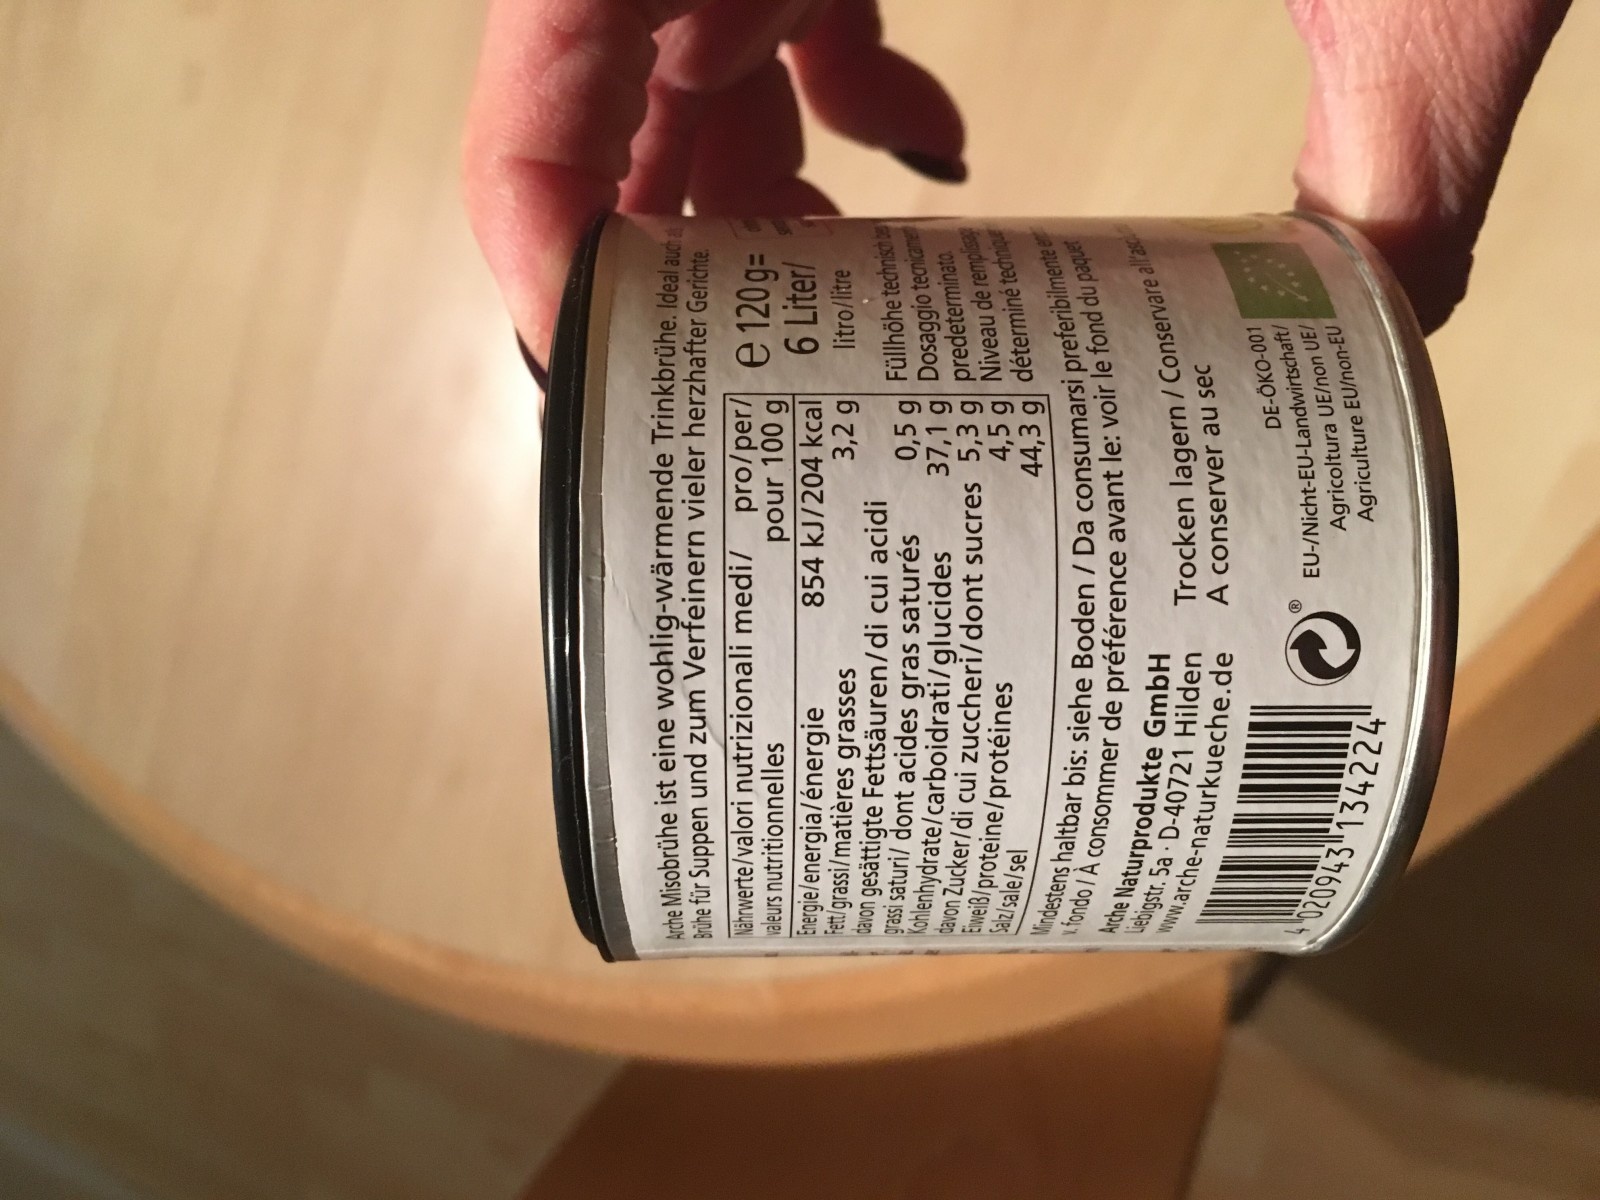 Arche Misobrühe ist eine wohlig-wärmende Trinkbrühe. Ideal auch
Brühe für Suppen und zum Verfeinern vieler herzhafter Gerichte.
Nährwerte/valori nutrizionali medi/ pro/per/
valeurs nutritionnelles pour 100 g
Energie/energia/énergie 854 kJ/204 kcal
Fett/grassi/matières grasses 3,2 g
davon gesättigte Fettsäuren/di cui acidi
grassi saturi/ dont acides gras saturés 0,5 g
Kohlenhydrate/carboidrati/glucides 37,1 g
davon Zucker/di cui zuccheri/dont sucres 5,3 g
Eiweiß/proteine/protéines 4,5 g
Salz/sale/sel 44,3 g
e 120g=
6 Liter/
litro/litre
Füllhöhe technisch
Dosaggio tecnicamente
predeterminato.
Niveau de remplissage
déterminé technique
Mindestens haltbar bis: siehe Boden / Da consumarsi preferibilmente
v. fondo / À consommer de préférence avant le: voir le fond du paquet
Arche Naturprodukte GmbH
Liebigstr. 5a · D-40721 Hilden
www.arche-naturkueche.de
Trocken lagern / Conservare
A conserver au sec
4 020943 134224
®
DE-ÖKO-001
EU-/Nicht-EU-Landwirtschaft/
Agricoltura UE/non UE/
Agriculture EU/non-EU